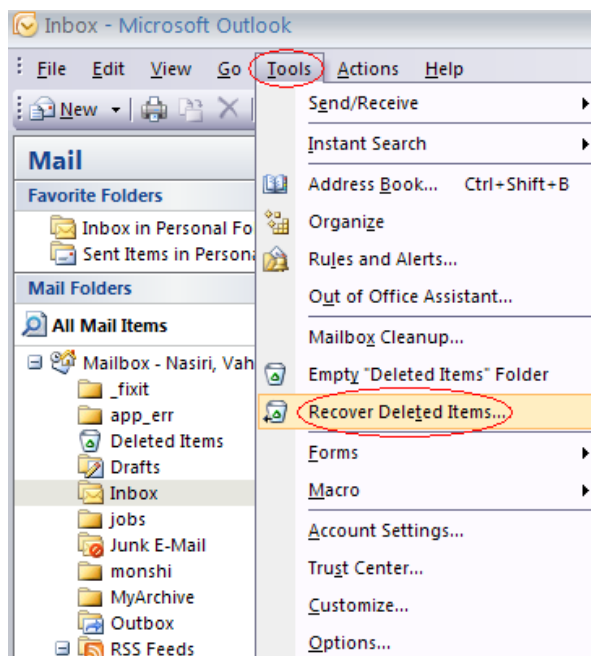 Inbox - Microsoft Outlook
File Edit View Go Tools Actions Help
New
Mail
Favorite Folders
Inbox in Personal Fo
Sent Items in Persona
Mail Folders
All Mail Items
Mailbox - Nasiri, Vah
_fixit
app_err
Deleted Items
Drafts
Inbox
jobs
Junk E-Mail
monshi
MyArchive
Outbox
RSS Feeds
Send/Receive
Instant Search
Address Book... Ctrl+Shift+B
Organize
Rules and Alerts...
Out of Office Assistant...
Mailbox Cleanup...
Empty "Deleted Items" Folder
Recover Deleted Items...
Forms
Macro
Account Settings...
Trust Center...
Customize...
Options...